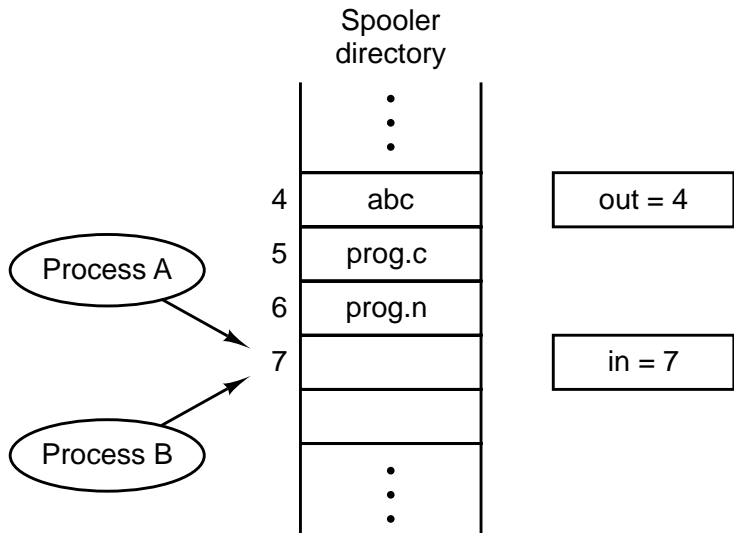 Spooler
directory
4 abc out = 4
5 prog.c
Process A
6 prog.n
7 in = 7
Process B